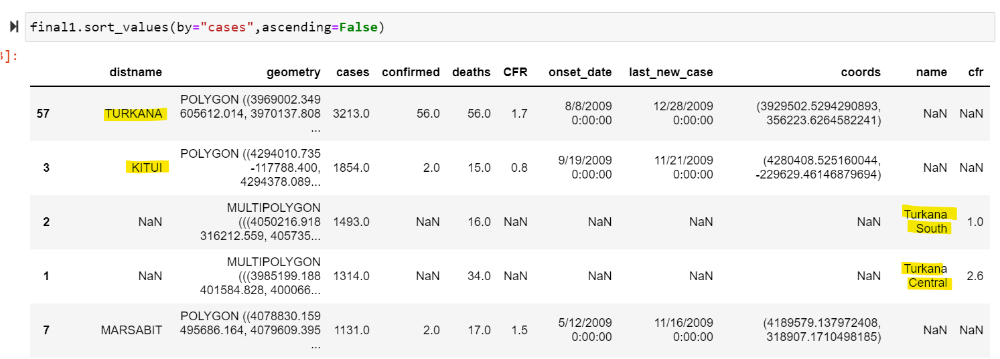 final1.sort_values(by="cases",ascending=False)
3]:
distname geometry cases confirmed deaths CFR onset_date last_new_case coords name cfr
POLYGON ((3969002.349
57 TURKANA 605612.014, 3970137.808 3213.0 56.0 56.0 1.7 8/8/2009 0:00:00 12/28/2009 0:00:00 (3929502.5294290893, 356223.6264582241) NaN NaN
...
POLYGON ((4294010.735
3 KITUI -117788.400, 1854.0 2.0 15.0 0.8 9/19/2009 0:00:00 11/21/2009 0:00:00 (4280408.525160044, -229629.46146879694) NaN NaN
4294378.089...
MULTIPOLYGON
2 NaN (((4050216.918 1493.0 NaN 16.0 NaN NaN NaN NaN Turkana South 1.0
316212.559, 405735...
MULTIPOLYGON
1 NaN (((3985199.188 1314.0 NaN 34.0 NaN NaN NaN NaN Turkana Central 2.6
401584.828, 400066...
POLYGON ((4078830.159
7 MARSABIT 495686.164, 4079609.395 1131.0 2.0 17.0 1.5 5/12/2009 0:00:00 11/16/2009 0:00:00 (4189579.137972408, 318907.1710498185) NaN NaN
...